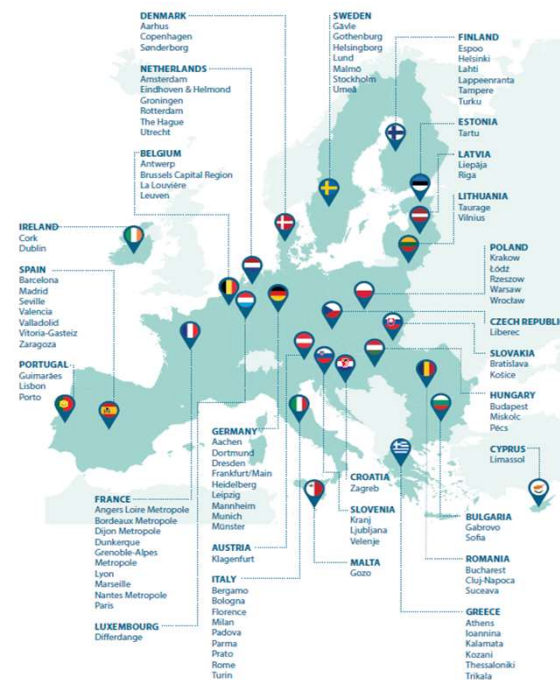 DENMARK
Aarhus
Copenhagen
Sønderborg
NETHERLANDS
Amsterdam
Eindhoven & Helmond
Groningen
Rotterdam
The Hague
Utrecht
BELGIUM
Antwerp
Brussels Capital Region
La Louvière
Leuven
IRELAND
Cork
Dublin
SPAIN
Barcelona
Madrid
Seville
Valencia
Valladolid
Vitoria-Gasteiz
Zaragoza
PORTUGAL
Guimarães
Lisbon
Porto
SWEDEN
Gävle
Gothenburg
Helsingborg
Lund
Malmö
Stockholm
Umeå
FINLAND
Espoo
Helsinki
Lahti
Lappeenranta
Tampere
Turku
ESTONIA
Tartu
LATVIA
Liepāja
Riga
LITHUANIA
Taurage
Vilnius
POLAND
Krakow
Łódź
Rzeszow
Warsaw
Wrocław
CZECH REPUBLI
Liberec
SLOVAKIA
Bratislava
Košice
HUNGARY
Budapest
Miskolc
Pécs
CYPRUS
Limassol
FRANCE
Angers Loire Metropole
Bordeaux Metropole
Dijon Metropole
Dunkerque
Grenoble-Alpes
Metropole
Lyon
Marseille
Nantes Metropole
Paris
LUXEMBOURG
Differdange
GERMANY
Aachen
Dortmund
Dresden
Frankfurt/Main
Heidelberg
Leipzig
Mannheim
Munich
Münster
AUSTRIA
Klagenfurt
ITALY
Bergamo
Bologna
Florence
Milan
Padova
Parma
Prato
Rome
Turin
CROATIA
Zagreb
SLOVENIA
Kranj
Ljubljana
Velenje
MALTA
Gozo
BULGARIA
Gabrovo
Sofia
ROMANIA
Bucharest
Cluj-Napoca
Suceava
GREECE
Athens
Ioannina
Kalamata
Kozani
Thessaloniki
Trikala